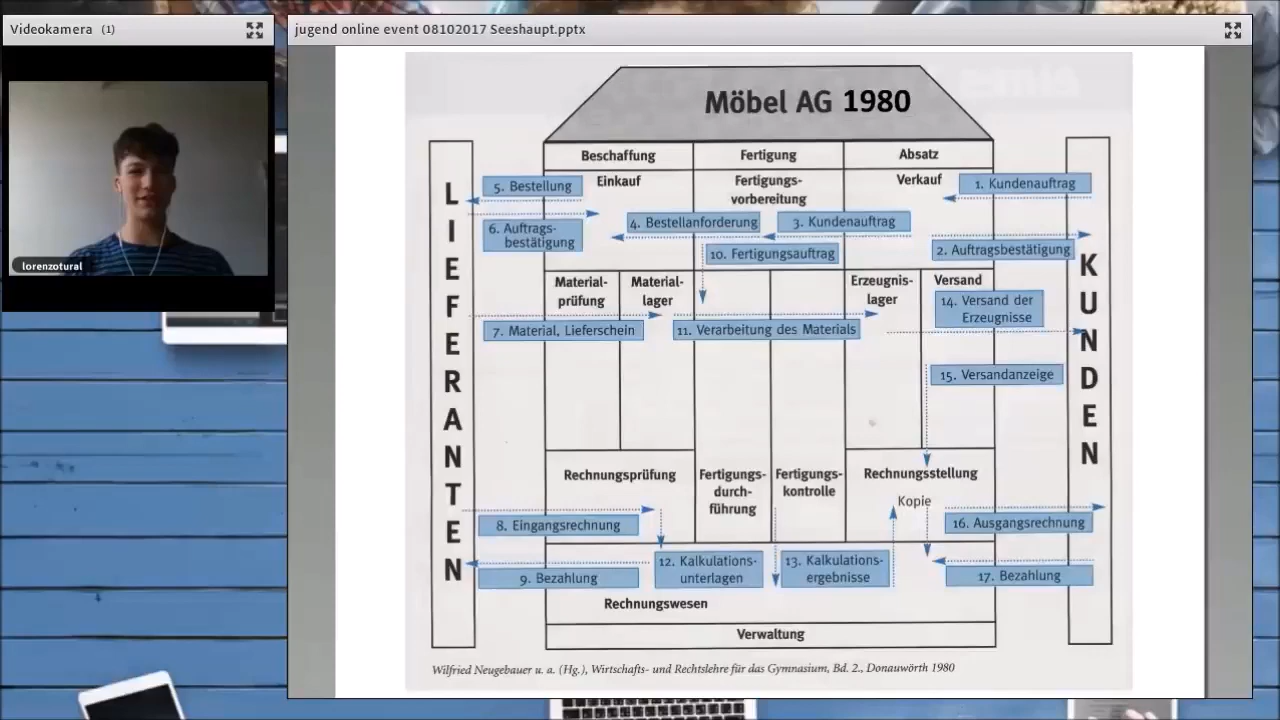 Videokamera (1)
lorenzotural
jugend online event 08102017 Seeshaupt.pptx
Möbel AG 1980
LIEFERANTEN
KUNDEN
Beschaffung
Fertigung
Absatz
Einkauf
Fertigungs-
vorbereitung
Verkauf
1. Kundenauftrag
5. Bestellung
4. Bestellanforderung
3. Kundenauftrag
6. Auftrags-
bestätigung
10. Fertigungsauftrag
2. Auftragsbestätigung
Material-
prüfung
Material-
lager
Erzeugnis-
lager
Versand
14. Versand der
Erzeugnisse
7. Material, Lieferschein
11. Verarbeitung des Materials
15. Versandanzeige
Rechnungsprüfung
Fertigungs-
durch-
führung
Fertigungs-
kontrolle
Rechnungsstellung
Kopie
8. Eingangsrechnung
16. Ausgangsrechnung
9. Bezahlung
12. Kalkulations-
unterlagen
13. Kalkulations-
ergebnisse
17. Bezahlung
Rechnungswesen
Verwaltung
Wilfried Neugebauer u. a. (Hg.), Wirtschafts- und Rechtslehre für das Gymnasium, Bd. 2., Donauwörth 1980